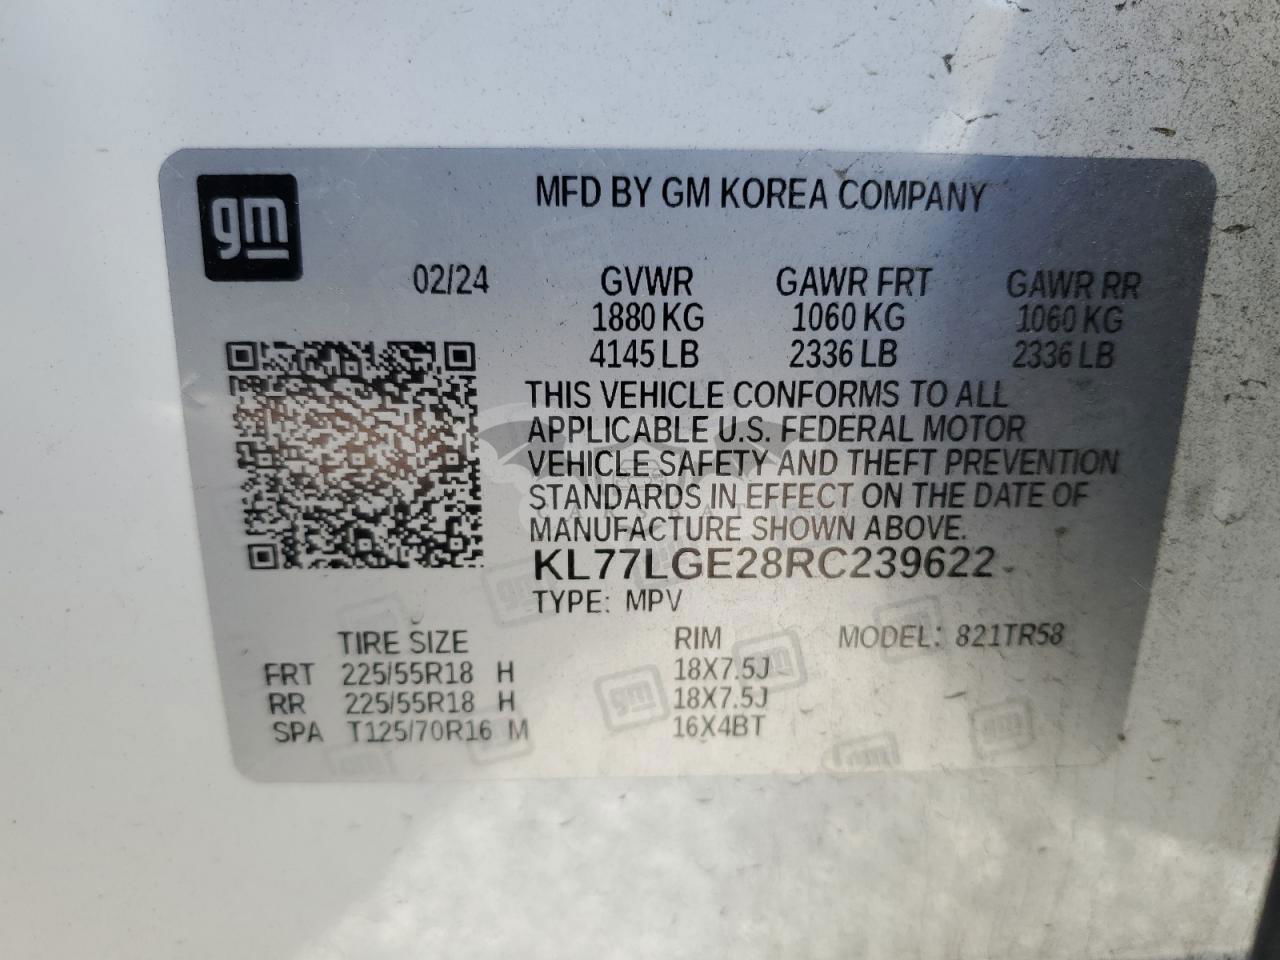 gm
MFD BY GM KOREA COMPANY
02/24 GVWR GAWR FRT GAWR RR
1880 KG 1060 KG 1060 KG
4145 LB 2336 LB 2336 LB
THIS VEHICLE CONFORMS TO ALL
APPLICABLE U.S. FEDERAL MOTOR
VEHICLE SAFETY AND THEFT PREVENTION
STANDARDS IN EFFECT ON THE DATE OF
MANUFACTURE SHOWN ABOVE.
KL77LGE28RC239622
TYPE: MPV
TIRE SIZE RIM MODEL: 821TR58
FRT 225/55R18 H 18X7.5J
RR 225/55R18 H 18X7.5J
SPA T125/70R16 M 16X4BT